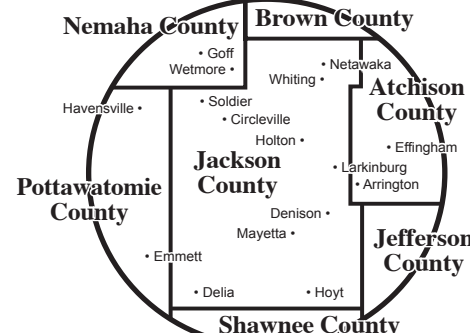 Nemaha County
Brown County
Goff
Wetmore
Netawaka
Whiting
Atchison
County
Havensville
Soldier
Circleville
Holton
Effingham
Jackson
County
Larkinburg
Arrington
Pottawatomie
County
Denison
Mayetta
Jefferson
County
Emmett
Delia
Hoyt
Shawnee County